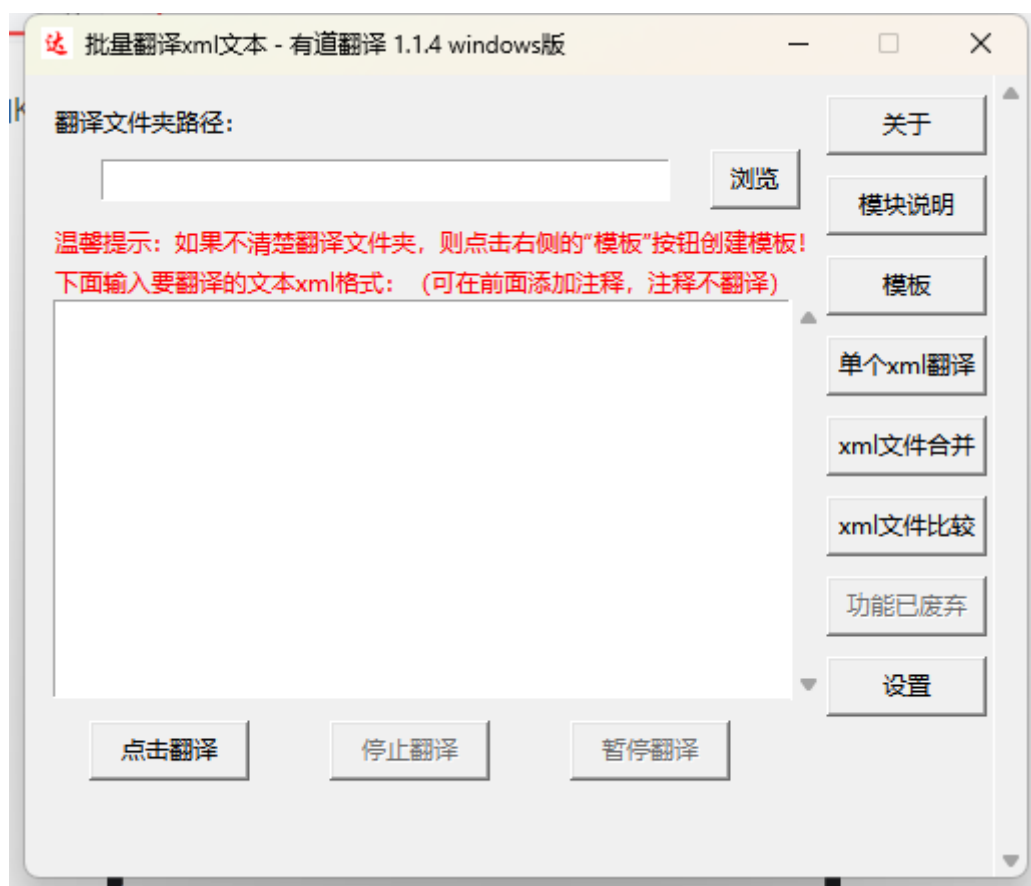 达 批量翻译xml文本 - 有道翻译 1.1.4 windows版
翻译文件夹路径：
浏览
温馨提示：如果不清楚翻译文件夹，则点击右侧的“模板”按钮创建模板！
下面输入要翻译的文本xml格式： （可在前面添加注释，注释不翻译）
点击翻译
停止翻译
暂停翻译
关于
模块说明
模板
单个xml翻译
xml文件合并
xml文件比较
功能已废弃
设置